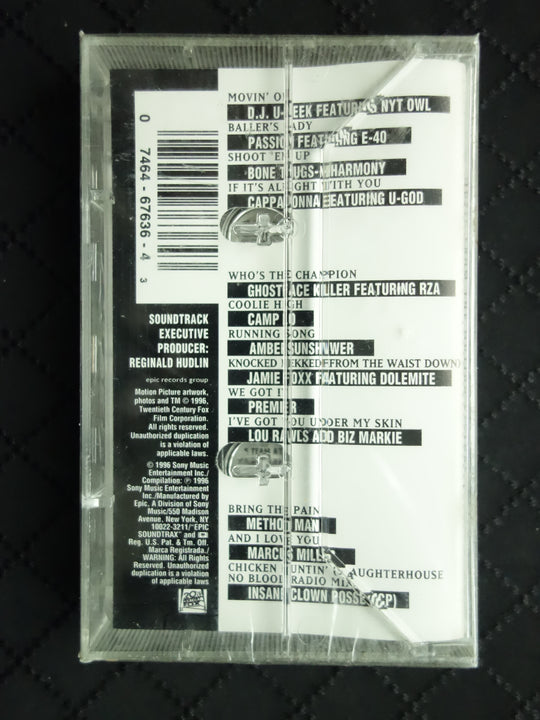 0 7464-67636-4 3
SOUNDTRACK
EXECUTIVE
PRODUCER:
REGINALD HUDLIN
epic records group
Motion Picture artwork,
photos and TM © 1996,
Twentieth Century Fox
Film Corporation.
All rights reserved.
Unauthorized duplication
is a violation of
applicable laws.
© 1996 Sony Music
Entertainment Inc./
Compilation: ℗ 1996
Sony Music Entertainment
Inc./Manufactured by
Epic. A Division of Sony
Music/550 Madison
Avenue. New York. NY
10022-3211/"EPIC
SOUNDTRAX" and
Reg. U.S. Pat. & Tm. Off.
Marca Registrada./
WARNING: All Rights
Reserved. Unauthorized
duplication is a violation
of applicable laws
MOVIN'
D.J. FEATURING NYT OWL
BALLER'S LADY
PASSION FEATURING E-40
SHOOT 'EM UP
BONE THUGS-N-HARMONY
IF IT'S ALRIGHT WITH YOU
CAPPADONNA FEATURING U-GOD
WHO'S THE CHAMPION
GHOSTFACE KILLER FEATURING RZA
COOLIE HIGH
CAMP LO
RUNNING SONG
AMBERSUNSHOWER
KNOCKED NEKKED(FROM THE WAIST DOWN)
JAMIE FOXX FEATURING DOLEMITE
WE GOT IT
PREMIER
I'VE GOT YOU UNDER MY SKIN
LOU RAWLS AND BIZ MARKIE
BRING THE PAIN
METHOD MAN
AND I LOVE YOU
MARCUS MILLER
CHICKEN HUNTIN' SLAUGHTERHOUSE
NO BLOOD RADIO MIX
INSANE CLOWN POSSE (ICP)